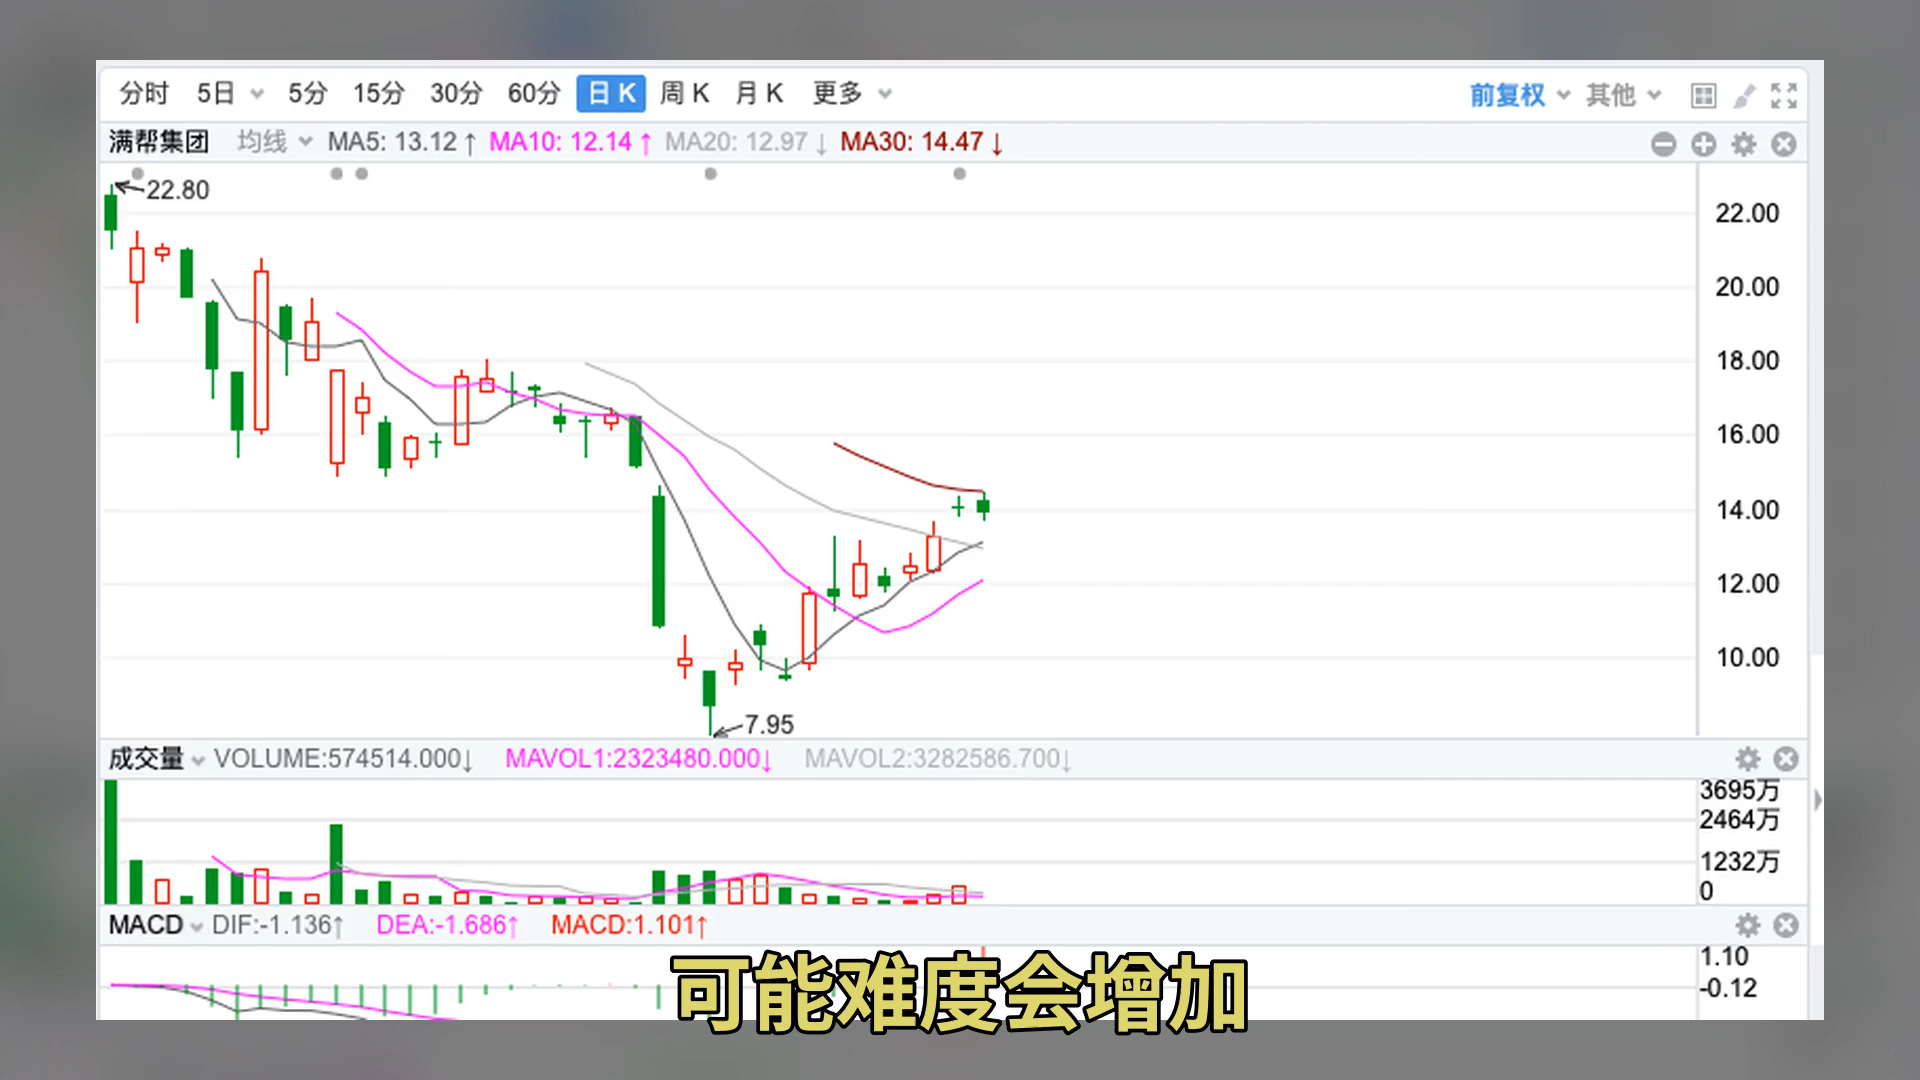 分时 5日 5分 15分 30分 60分 日K 周K 月K 更多 前复权 其他
满帮集团 均线 MA5: 13.12↑ MA10: 12.14↑ MA20: 12.97↓ MA30: 14.47↓
22.80
22.00
20.00
18.00
16.00
14.00
12.00
10.00
7.95
成交量 VOLUME:574514.000↓ MAVOL1:2323480.000↓ MAVOL2:3282586.700↓
3695万
2464万
1232万
0
MACD DIF:-1.136↑ DEA:-1.686↑ MACD:1.101↑
1.10
-0.12
可能难度会增加